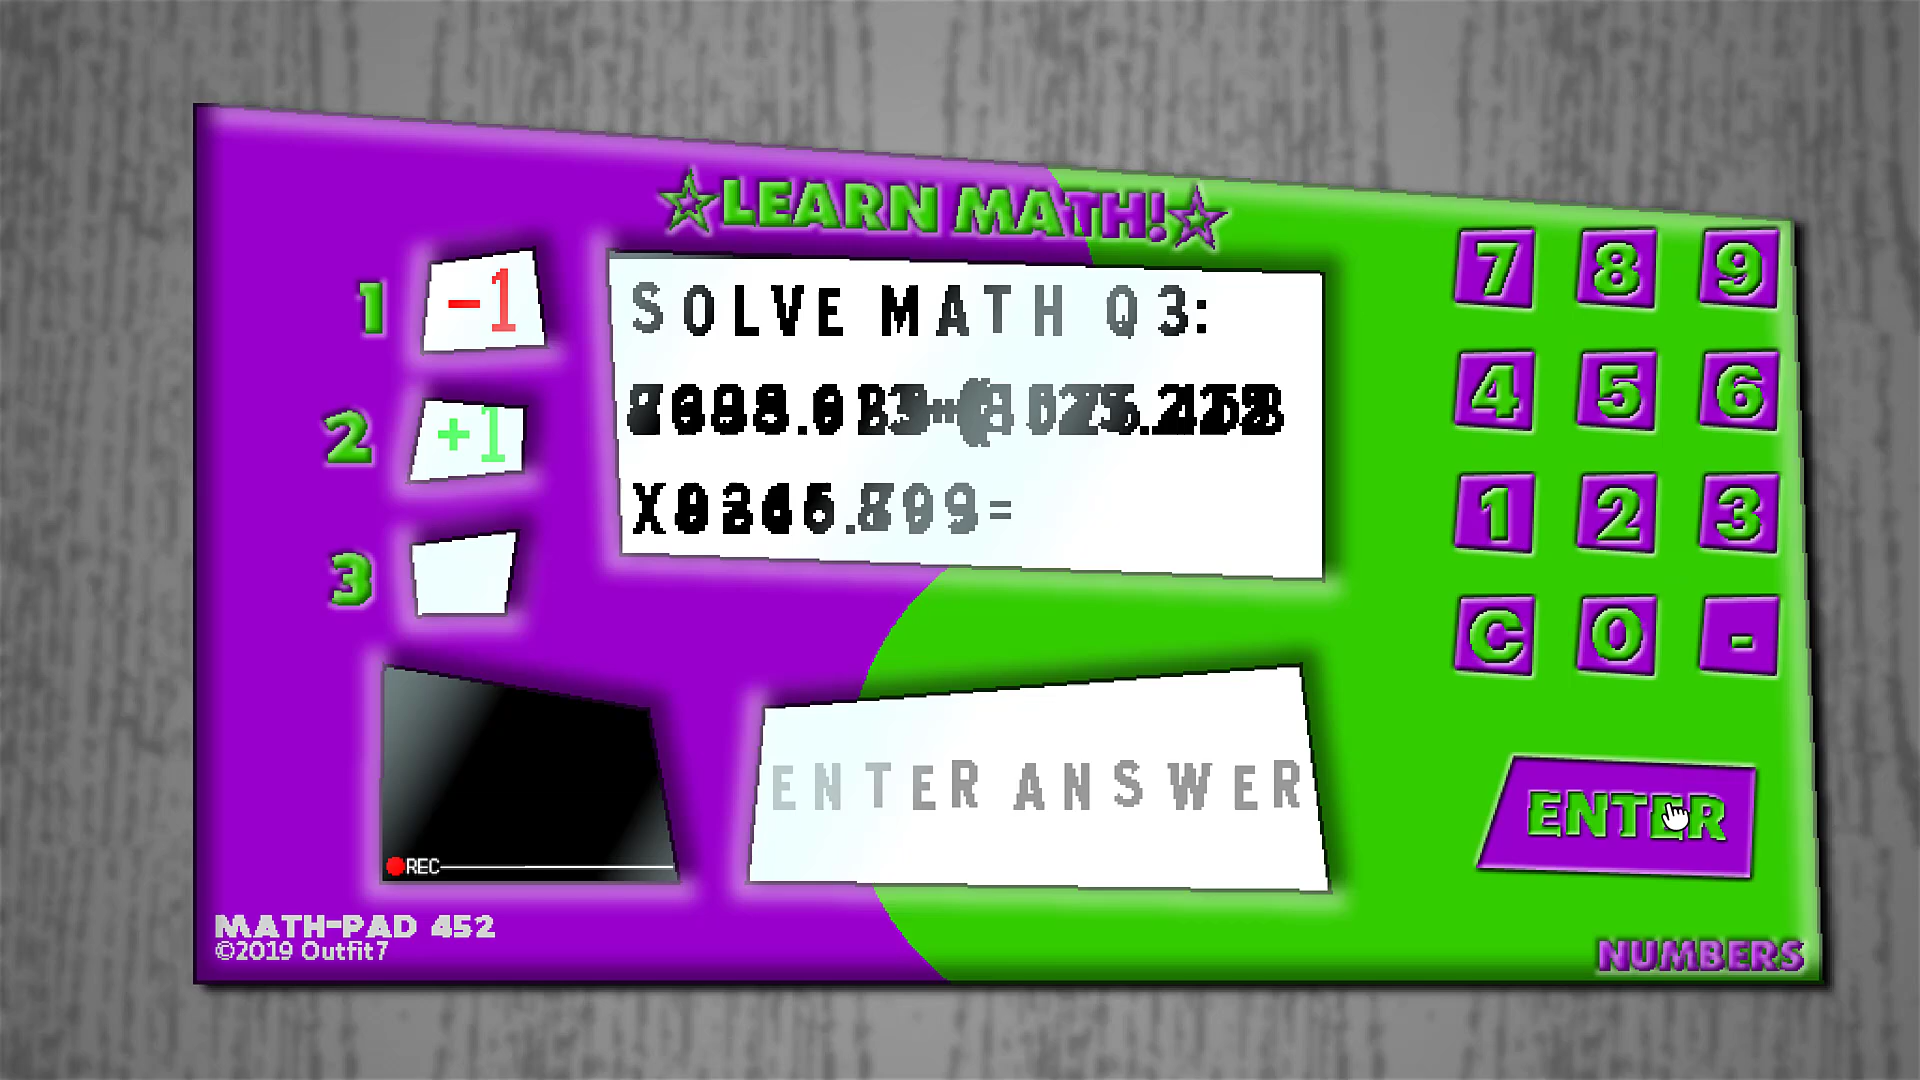 ☆LEARN MATH!☆
1 -1
2 +1
3
SOLVE MATH Q3:
=
ENTER ANSWER
REC
7 8 9
4 5 6
1 2 3
C 0 -
ENTER
MATH-PAD 452
©2019 Outfit7
NUMBERS